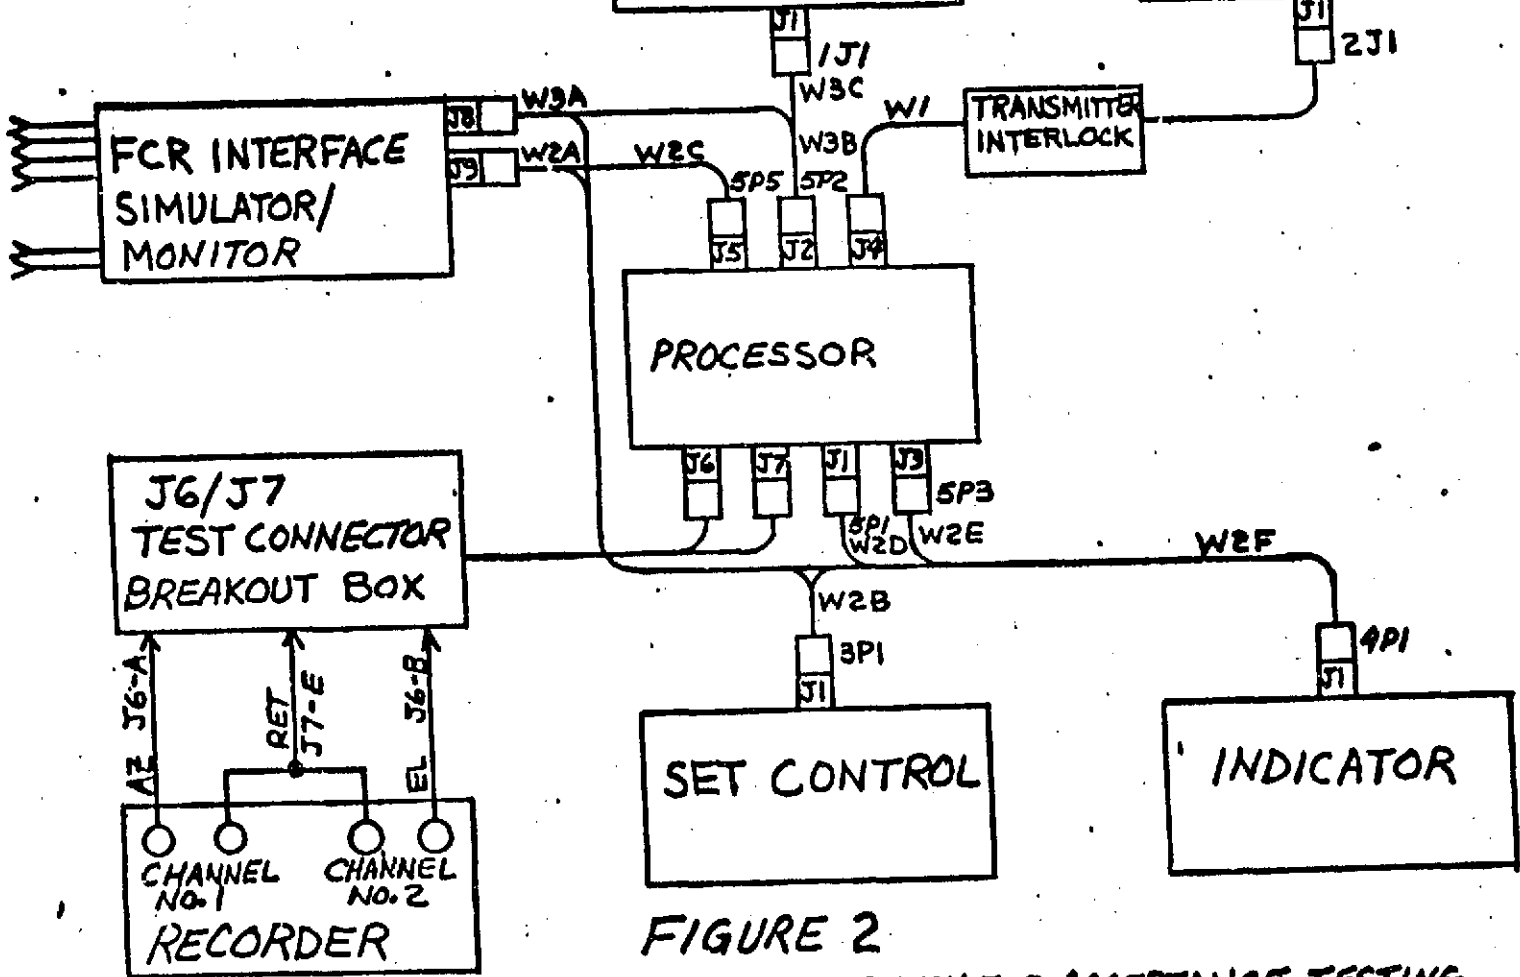 J1
1J1
W3C
J1
2J1
W3A
J8
W2A
J9
W2C
W3B
W1
TRANSMITTER
INTERLOCK
FCR INTERFACE
SIMULATOR/
MONITOR
5P5
5P2
J5
J2
J4
PROCESSOR
J6
J7
J1
J3
5P3
5P1
W2D
W2E
W2F
J6/J7
TEST CONNECTOR
BREAKOUT BOX
W2B
3P1
J1
4P1
J1
AZ J6-A
RET
J7-E
EL J6-B
SET CONTROL
INDICATOR
CHANNEL
NO. 1
CHANNEL
NO. 2
RECORDER
FIGURE 2
ACCEPTANCE TESTING